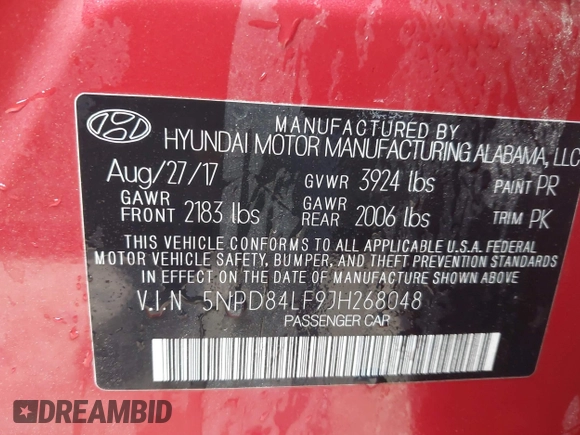 MANUFACTURED BY
HYUNDAI MOTOR MANUFACTURING ALABAMA, LLC
Aug/27/17 GVWR 3924 lbs PAINT PR
GAWR FRONT 2183 lbs GAWR REAR 2006 lbs TRIM PK
THIS VEHICLE CONFORMS TO ALL APPLICABLE U.S.A. FEDERAL
MOTOR VEHICLE SAFETY, BUMPER, AND THEFT PREVENTION STANDARDS
IN EFFECT ON THE DATE OF MANUFACTURE SHOWN ABOVE.
V.I.N 5NPD84LF9JH268048
PASSENGER CAR
DREAMBID